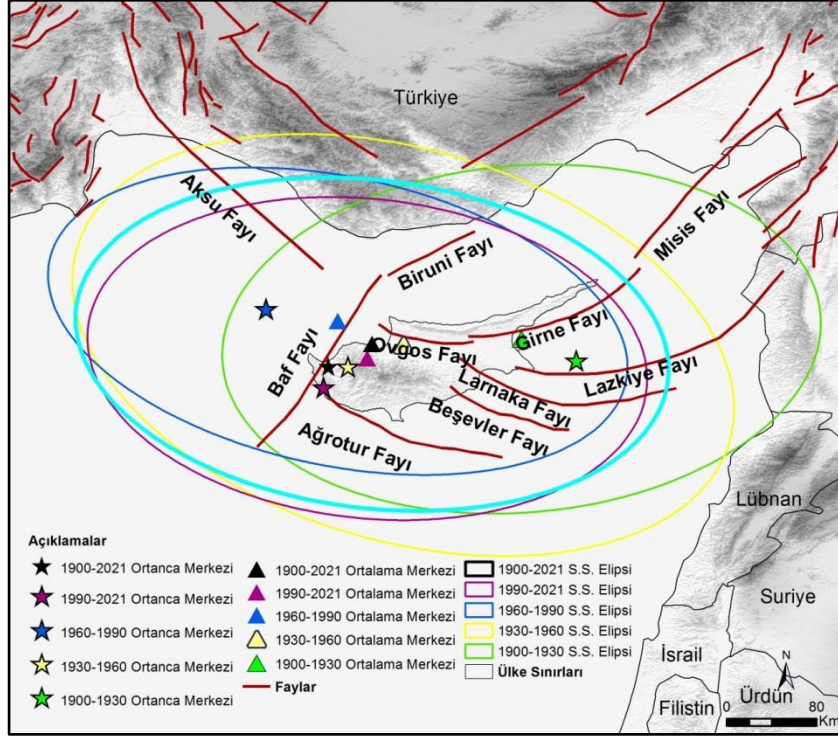 Türkiye
Aksu Fayı
Misis Fayı
Biruni Fayı
Baf Fayı
Ovgos Fayı
Girne Fayı
Larnaka Fayı
Lazkiye Fayı
Beşevler Fayı
Ağrotur Fayı
Lübnan
Suriye
İsrail
Ürdün
Filistin
N
0
80
Km
Açıklamalar
1900-2021 Ortanca Merkezi
1990-2021 Ortanca Merkezi
1960-1990 Ortanca Merkezi
1930-1960 Ortanca Merkezi
1900-1930 Ortanca Merkezi
1900-2021 Ortalama Merkezi
1990-2021 Ortalama Merkezi
1960-1990 Ortalama Merkezi
1930-1960 Ortalama Merkezi
1900-1930 Ortalama Merkezi
Faylar
1900-2021 S.S. Elipsi
1990-2021 S.S. Elipsi
1960-1990 S.S. Elipsi
1930-1960 S.S. Elipsi
1900-1930 S.S. Elipsi
Ülke Sınırları